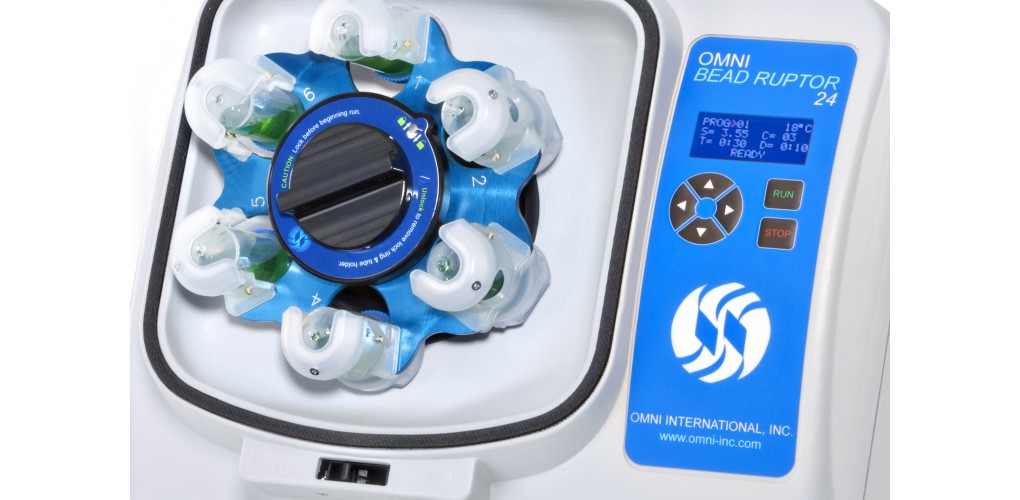 OMNI
BEAD RUPTOR
24
PROG>01 18°C
S= 3.55 C= 03
T= 0:30 D= 0:10
READY
RUN
STOP
OMNI INTERNATIONAL, INC.
www.omni-inc.com
CAUTION: Lock before beginning run.
Unlock to remove lock ring & tube holder.
1
2
4
5
6
4